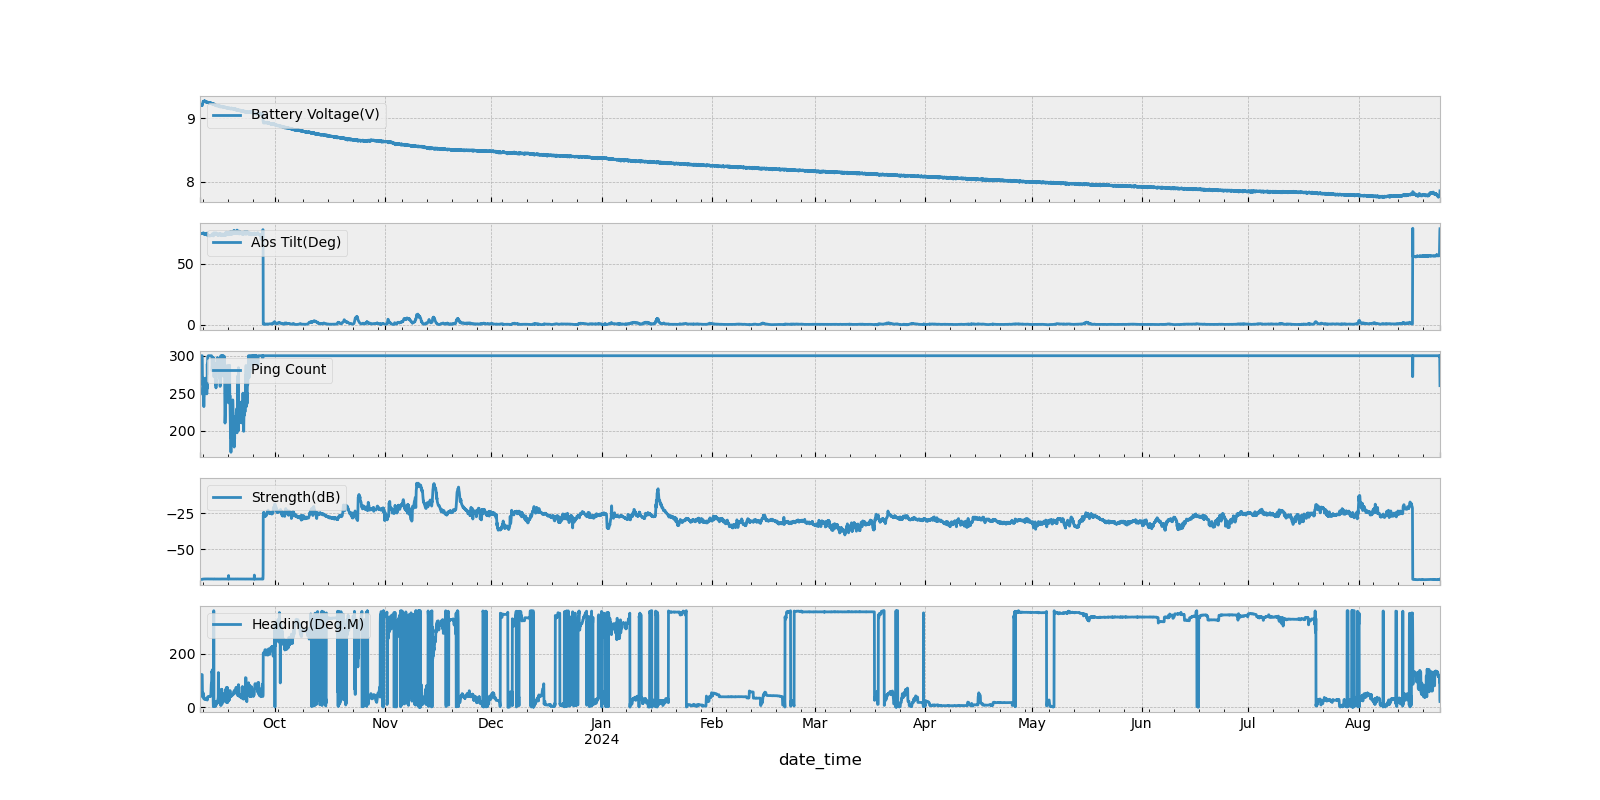 Battery Voltage(V)
9
8
Abs Tilt(Deg)
50
0
Ping Count
300
250
200
Strength(dB)
−25
−50
Heading(Deg.M)
200
0
Oct Nov Dec Jan Feb Mar Apr May Jun Jul Aug
2024
date_time